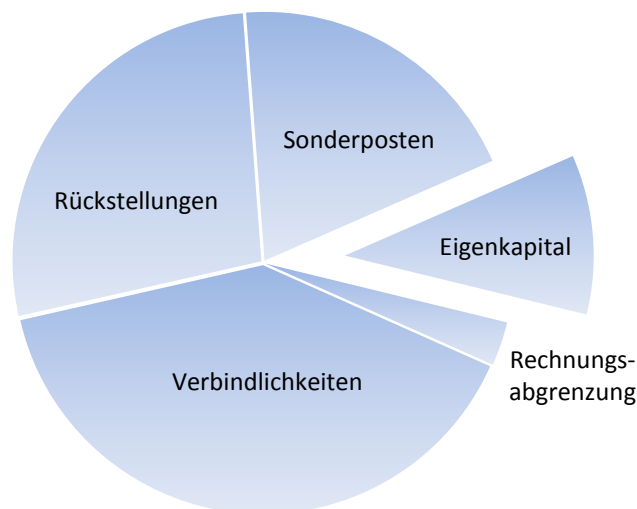 Sonderposten
Rückstellungen
Eigenkapital
Rechnungs-
abgrenzung
Verbindlichkeiten